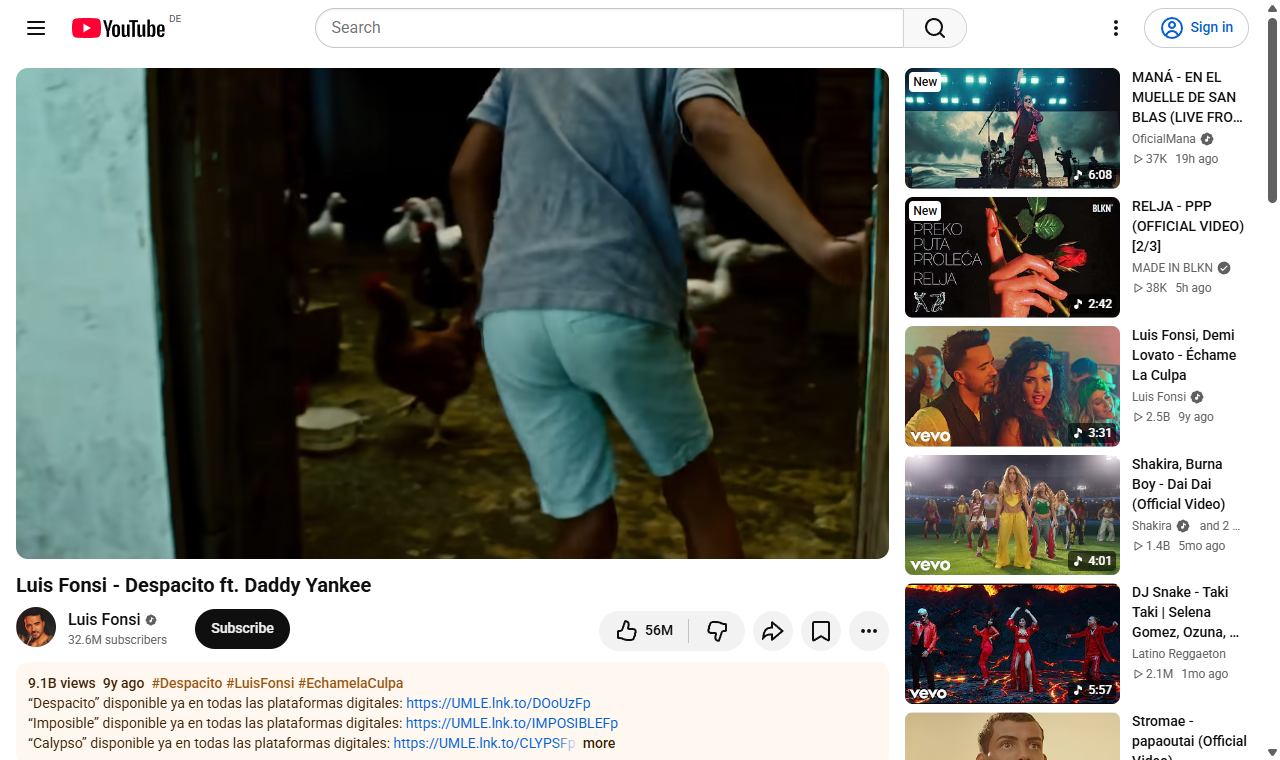 YouTube DE
Search
Sign in
Luis Fonsi - Despacito ft. Daddy Yankee
Luis Fonsi
32.6M subscribers
Subscribe
56M
9.1B views 9y ago #Despacito #LuisFonsi #EchamelaCulpa
“Despacito” disponible ya en todas las plataformas digitales: https://UMLE.lnk.to/DOoUzFp
“Imposible” disponible ya en todas las plataformas digitales: https://UMLE.lnk.to/IMPOSIBLEFp
“Calypso” disponible ya en todas las plataformas digitales: https://UMLE.lnk.to/CLYPSFp more
New
6:08
MANÁ - EN EL
MUELLE DE SAN
BLAS (LIVE FRO...
OficialMana
37K 19h ago
New
BLKN
PREKO
PUTA
PROLEĆA
RELJA
2:42
RELJA - PPP
(OFFICIAL VIDEO)
[2/3]
MADE IN BLKN
38K 5h ago
vevo
3:31
Luis Fonsi, Demi
Lovato - Échame
La Culpa
Luis Fonsi
2.5B 9y ago
vevo
4:01
Shakira, Burna
Boy - Dai Dai
(Official Video)
Shakira and 2 ...
1.4B 5mo ago
vevo
5:57
DJ Snake - Taki
Taki | Selena
Gomez, Ozuna, ...
Latino Reggaeton
2.1M 1mo ago
Stromae -
papaoutai (Official
Video)